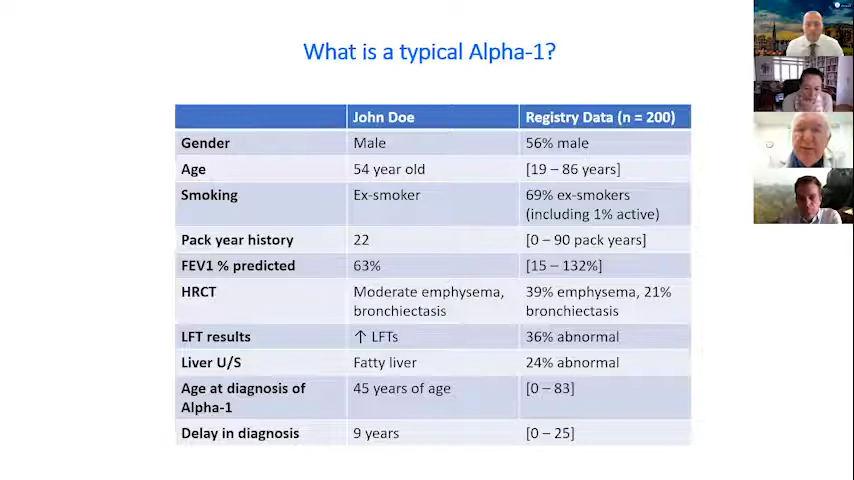 What is a typical Alpha-1?
John Doe
Registry Data (n = 200)
Gender
Male
56% male
Age
54 year old
[19 – 86 years]
Smoking
Ex-smoker
69% ex-smokers
(including 1% active)
Pack year history
22
[0 – 90 pack years]
FEV1 % predicted
63%
[15 – 132%]
HRCT
Moderate emphysema,
bronchiectasis
39% emphysema, 21%
bronchiectasis
LFT results
↑ LFTs
36% abnormal
Liver U/S
Fatty liver
24% abnormal
Age at diagnosis of
Alpha-1
45 years of age
[0 – 83]
Delay in diagnosis
9 years
[0 – 25]